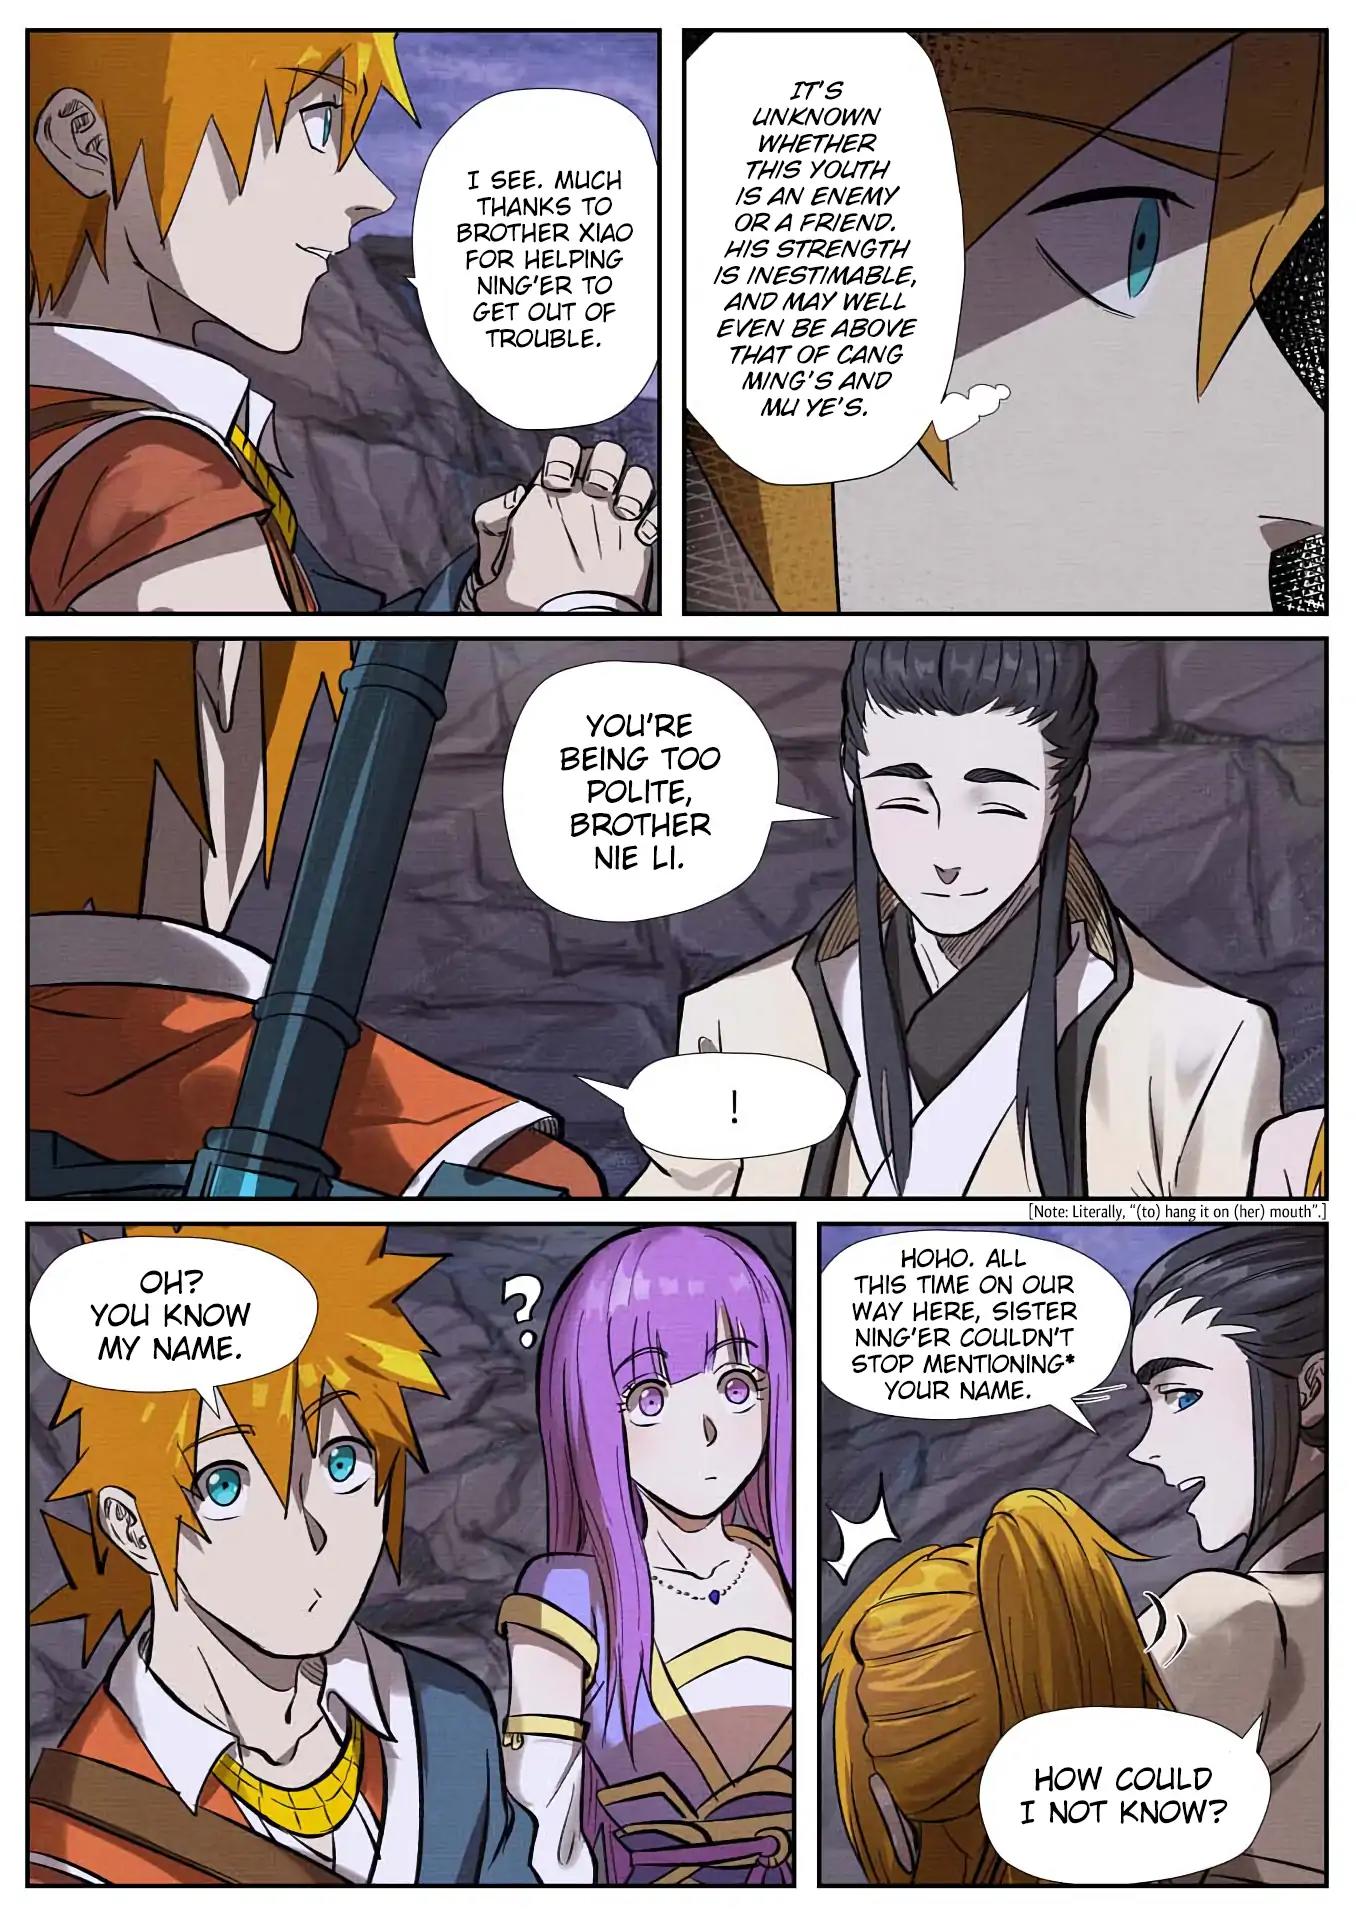 I SEE. MUCH
THANKS TO
BROTHER XIAO
FOR HELPING
NING'ER TO
GET OUT OF
TROUBLE.
IT'S
UNKNOWN
WHETHER
THIS YOUTH
IS AN ENEMY
OR A FRIEND.
HIS STRENGTH
IS INESTIMABLE,
AND MAY WELL
EVEN BE ABOVE
THAT OF CANG
MING'S AND
MU YE'S.
YOU'RE
BEING TOO
POLITE,
BROTHER
NIE LI.
!
[Note: Literally, "(to) hang it on (her) mouth".]
OH?
YOU KNOW
MY NAME.
?
HOHO. ALL
THIS TIME ON OUR
WAY HERE, SISTER
NING'ER COULDN'T
STOP MENTIONING*
YOUR NAME.
HOW COULD
I NOT KNOW?